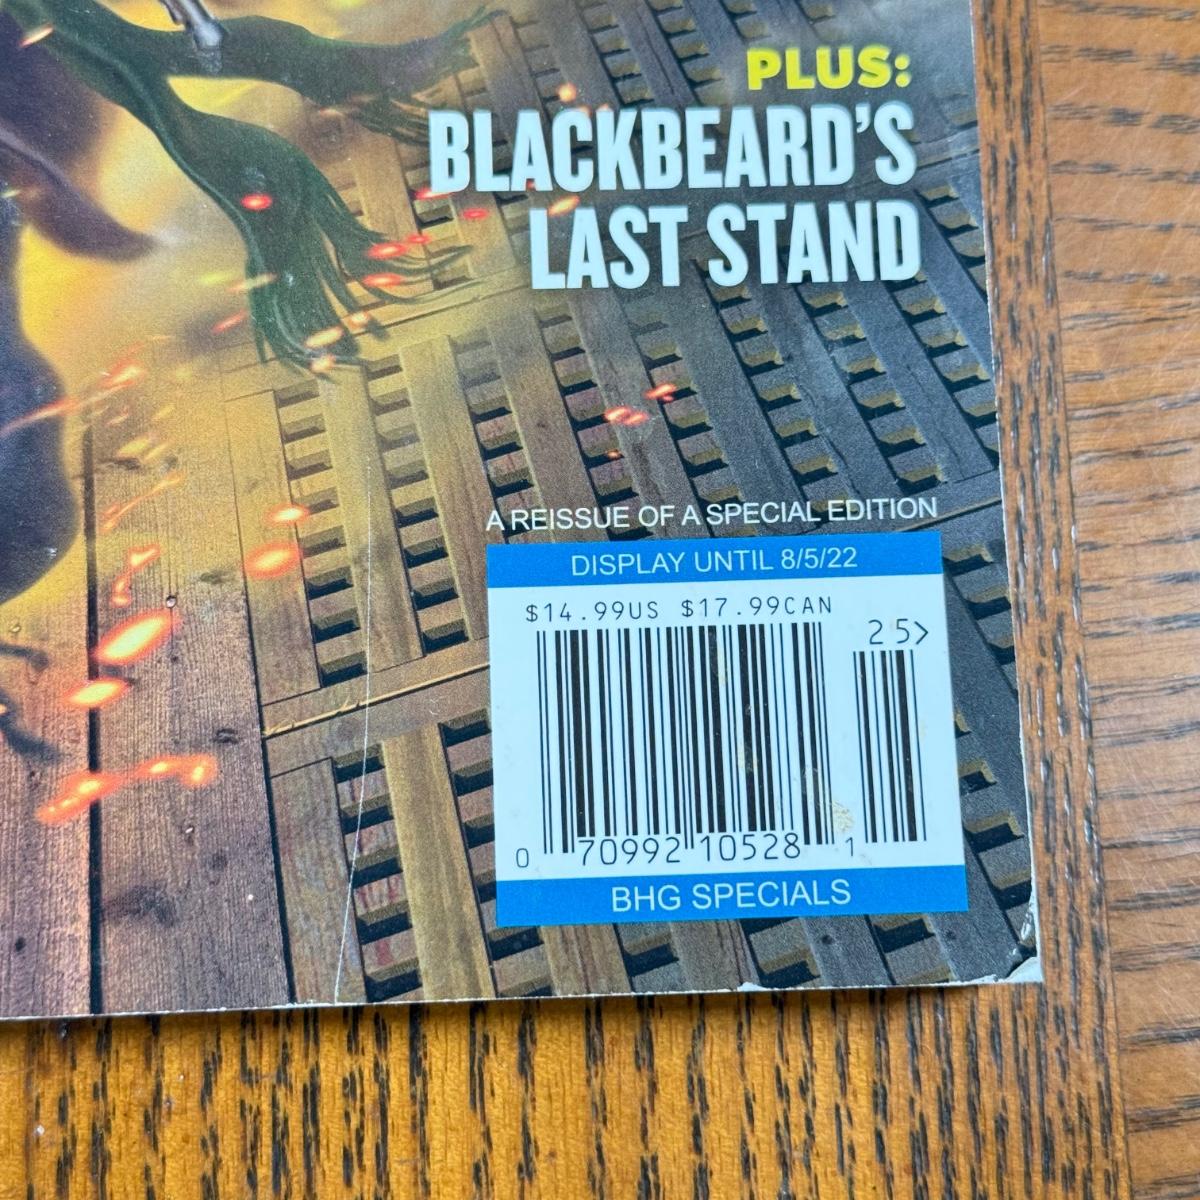 PLUS:
BLACKBEARD'S
LAST STAND
A REISSUE OF A SPECIAL EDITION
DISPLAY UNTIL 8/5/22
$14.99US $17.99CAN
25>
0 70992 10528 1
BHG SPECIALS